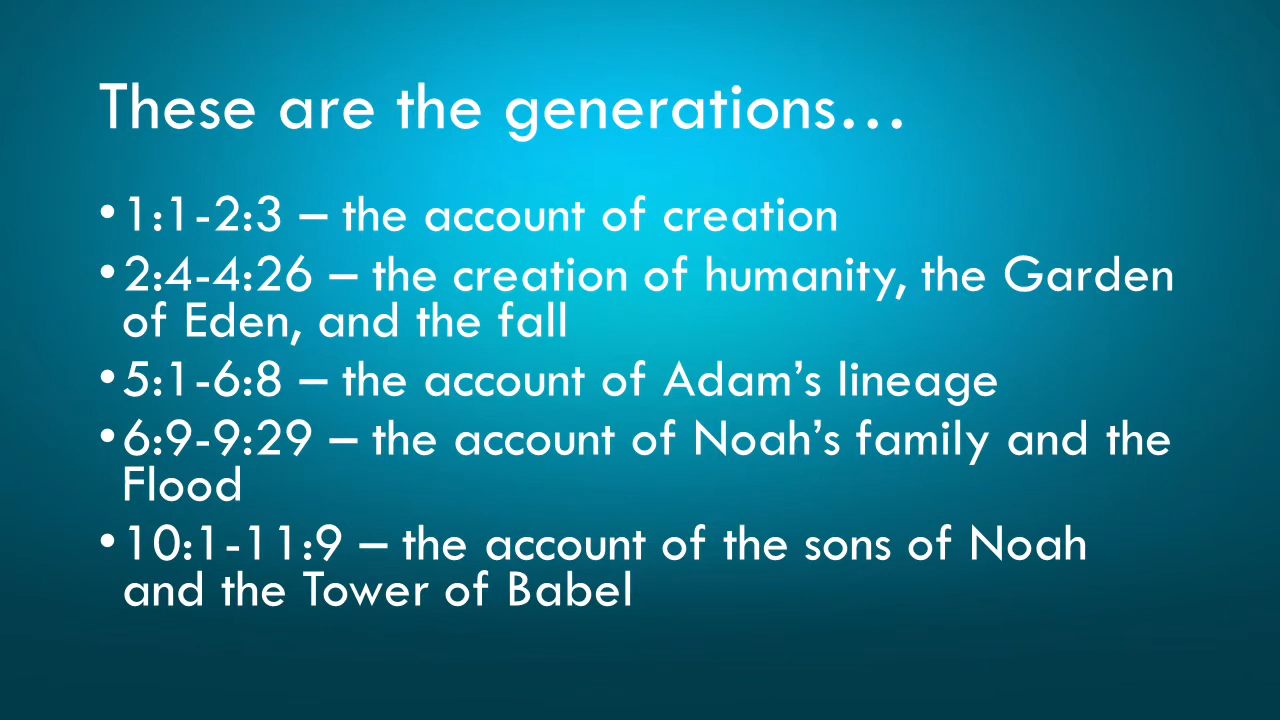 These are the generations…
•1:1-2:3 – the account of creation
•2:4-4:26 – the creation of humanity, the Garden
of Eden, and the fall
•5:1-6:8 – the account of Adam’s lineage
•6:9-9:29 – the account of Noah’s family and the
Flood
•10:1-11:9 – the account of the sons of Noah
and the Tower of Babel